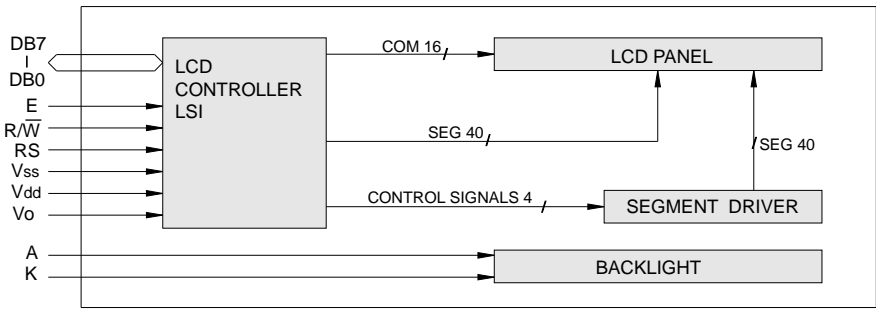 DB7
DB0
E
R/W̅
RS
Vss
Vdd
Vo
A
K
LCD
CONTROLLER
LSI
COM 16
LCD PANEL
SEG 40
SEG 40
CONTROL SIGNALS 4
SEGMENT DRIVER
BACKLIGHT